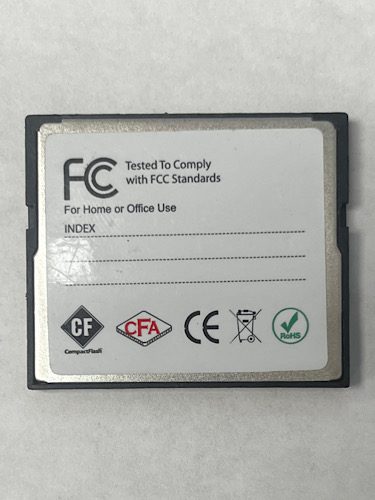 FC
Tested To Comply
with FCC Standards
For Home or Office Use
INDEX
CF
CompactFlash
CFA
CE
RoHS